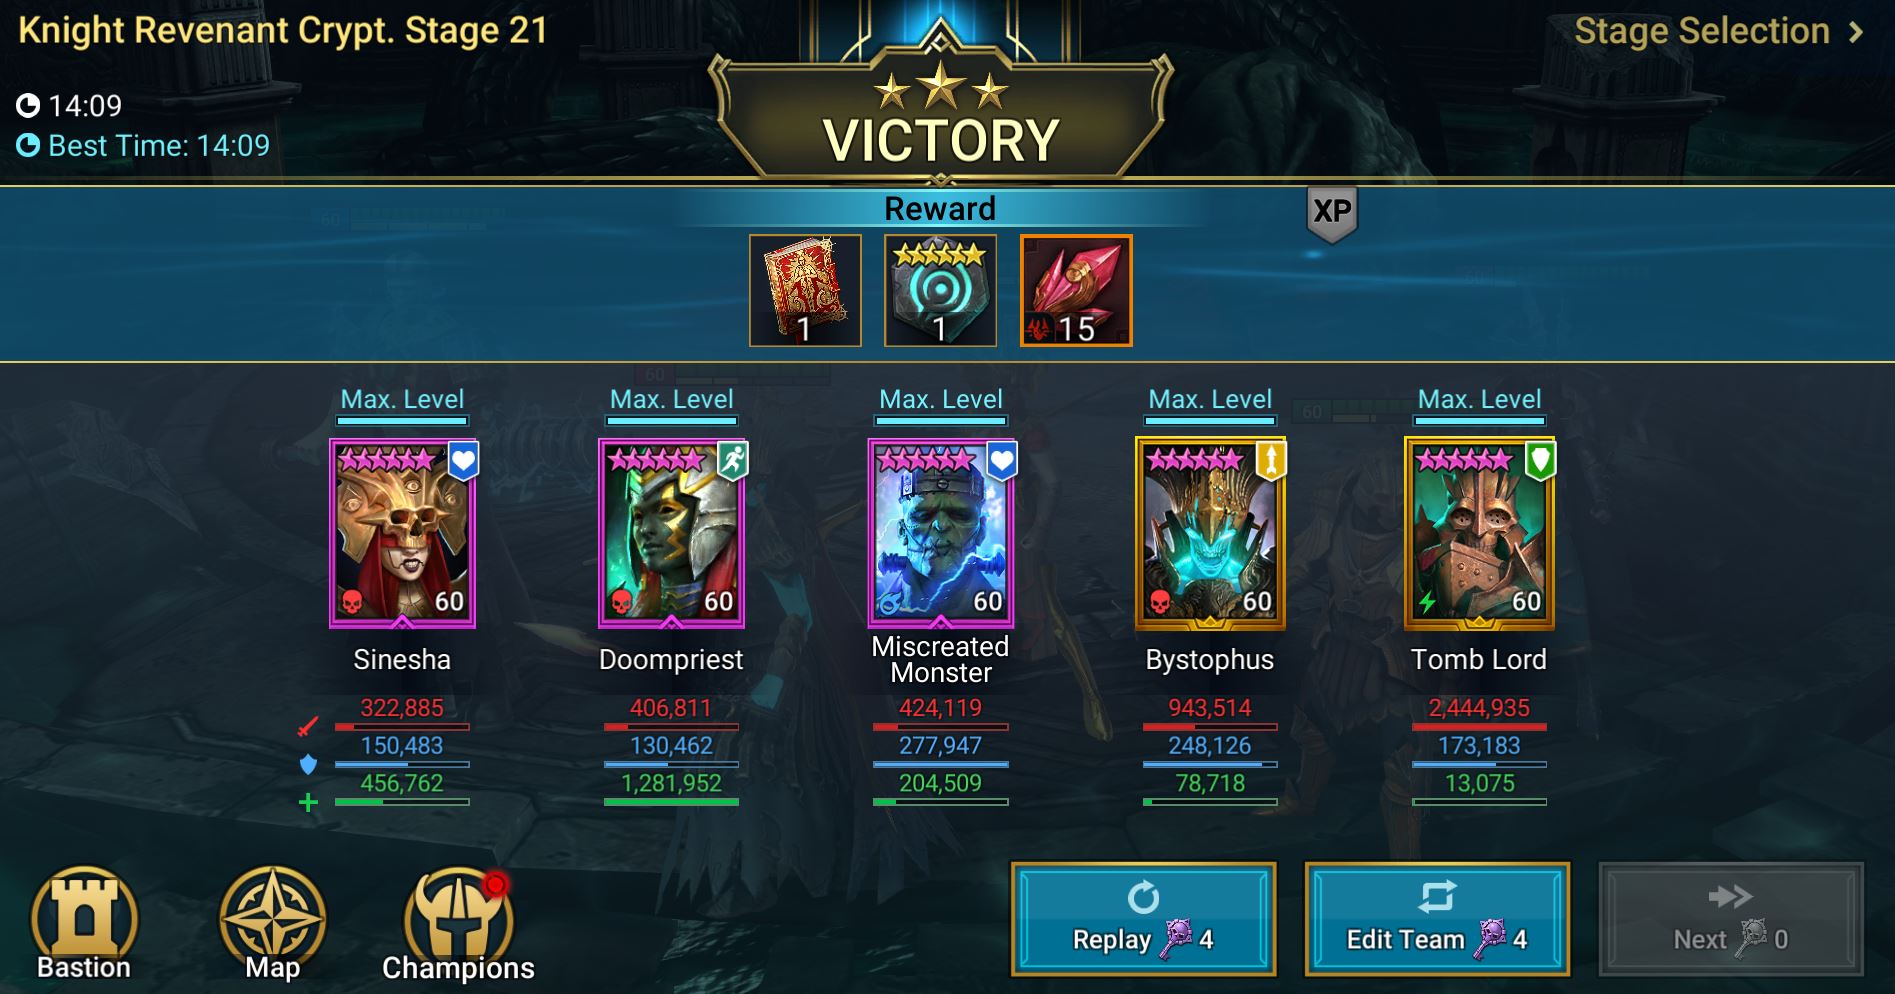 Knight Revenant Crypt. Stage 21
Stage Selection
14:09
Best Time: 14:09
VICTORY
Reward
XP
1
1
15
Max. Level
Max. Level
Max. Level
Max. Level
Max. Level
60
60
60
60
60
Sinesha
Doompriest
Miscreated
Monster
Bystophus
Tomb Lord
322,885
406,811
424,119
943,514
2,444,935
150,483
130,462
277,947
248,126
173,183
456,762
1,281,952
204,509
78,718
13,075
Bastion
Map
Champions
Replay 4
Edit Team 4
Next 0